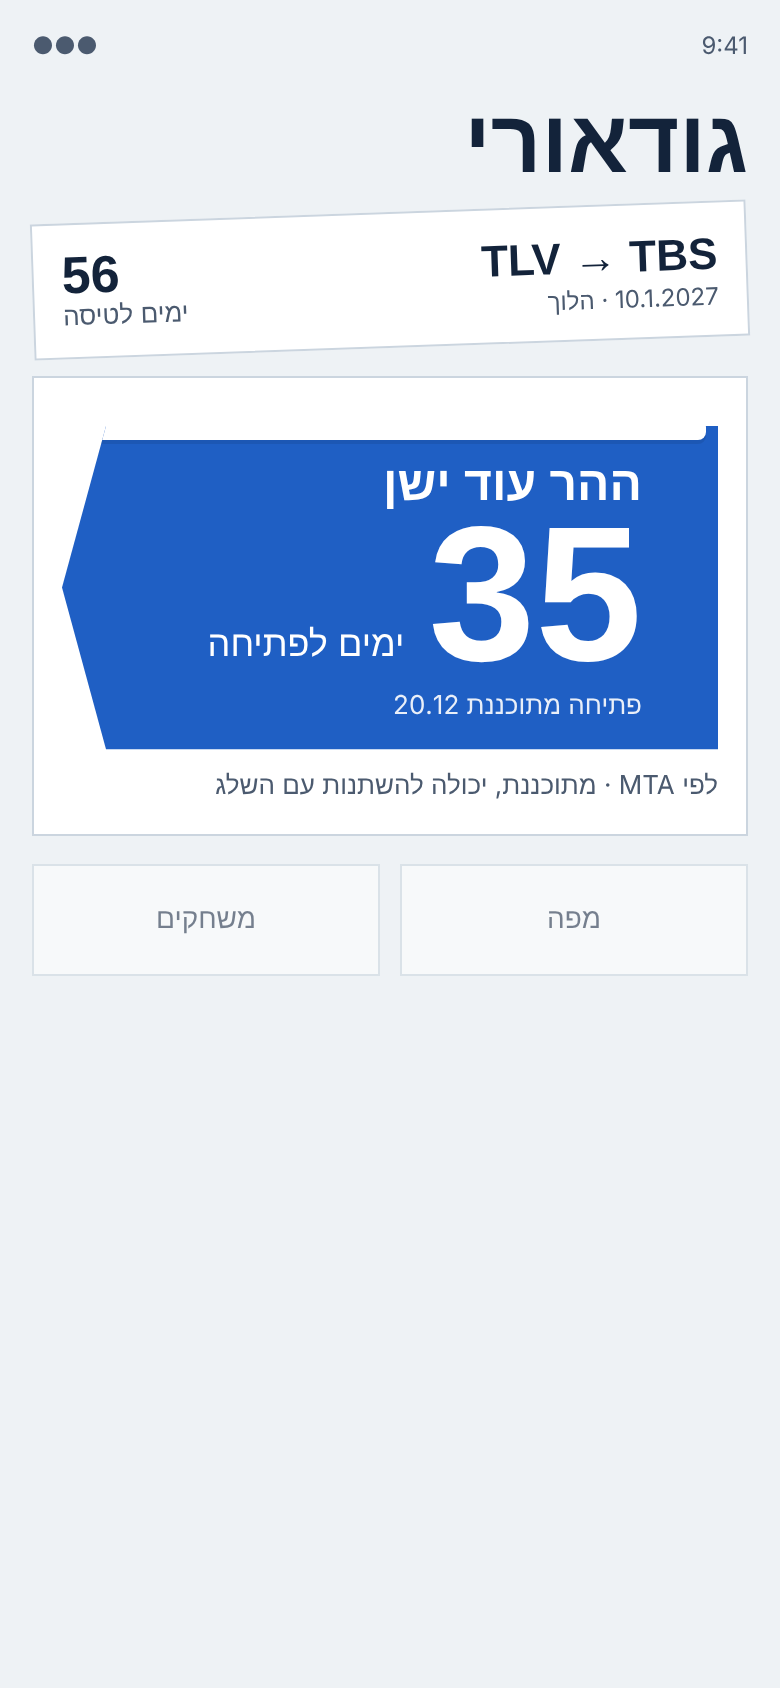 9:41
גודאורי
TLV → TBS
10.1.2027 · הלוך
56
ימים לטיסה
ההר עוד ישן
35 ימים לפתיחה
פתיחה מתוכננת 20.12
לפי MTA · מתוכננת, יכולה להשתנות עם השלג
מפה
משחקים